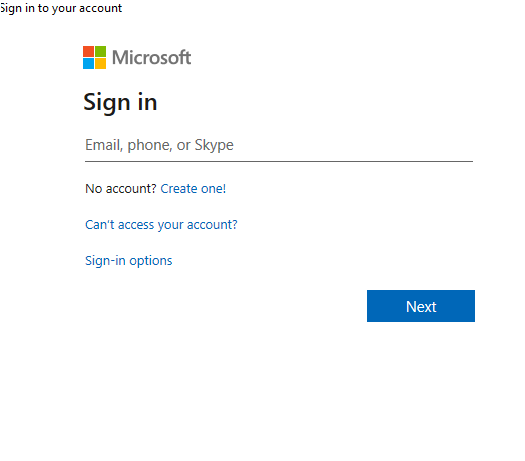 Sign in to your account
Microsoft
Sign in
Email, phone, or Skype
No account? Create one!
Can't access your account?
Sign-in options
Next